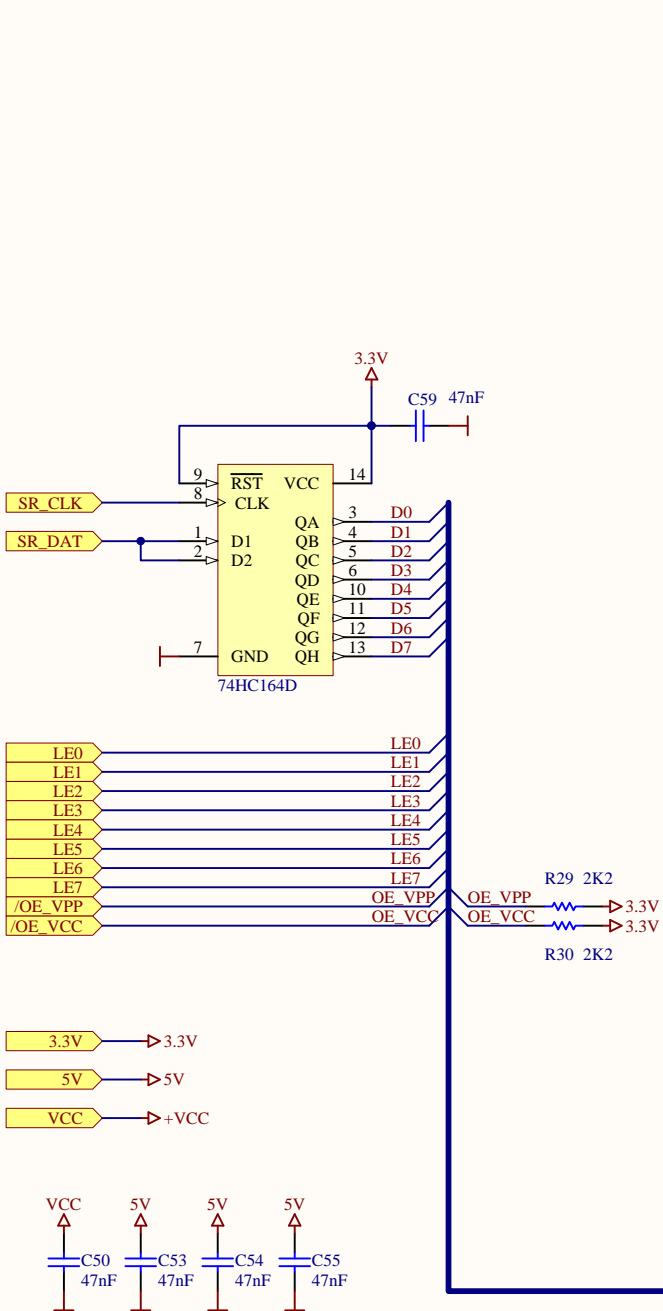 3.3V
C59 47nF
9 RST VCC 14
SR_CLK 8 CLK
QA 3 D0
SR_DAT 1 D1 QB 4 D1
2 D2 QC 5 D2
QD 6 D3
QE 10 D4
QF 11 D5
QG 12 D6
7 GND QH 13 D7
74HC164D
LE0 LE0
LE1 LE1
LE2 LE2
LE3 LE3
LE4 LE4
LE5 LE5
LE6 LE6
LE7 LE7
R29 2K2
/OE_VPP OE_VPP OE_VPP 3.3V
/OE_VCC OE_VCC OE_VCC 3.3V
R30 2K2
3.3V 3.3V
5V 5V
VCC +VCC
VCC 5V 5V 5V
C50 C53 C54 C55
47nF 47nF 47nF 47nF